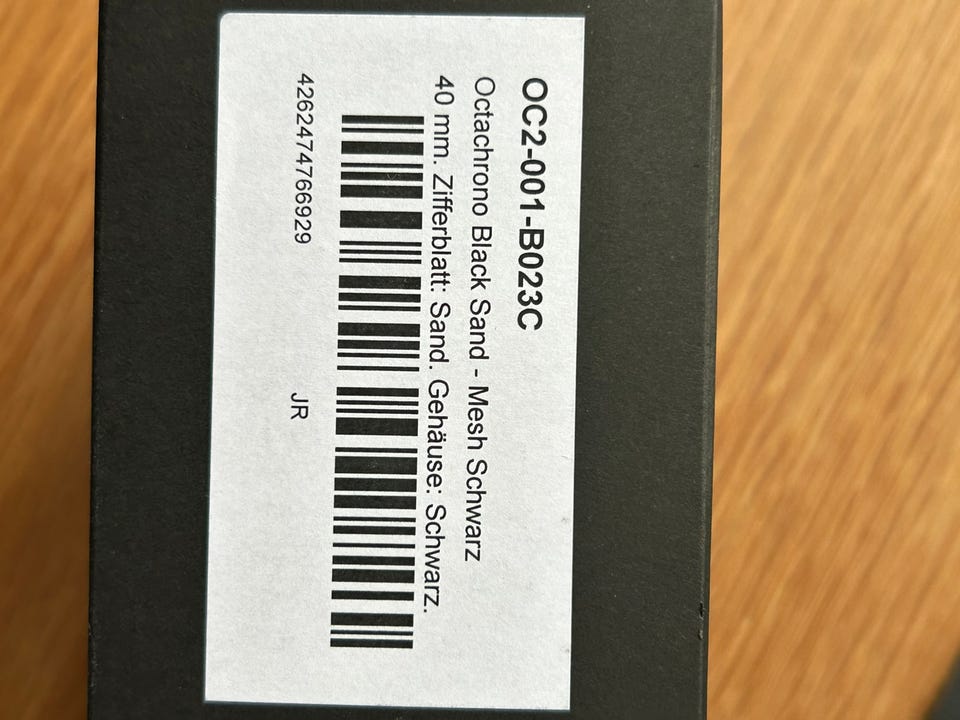 OC2-001-B023C
Octachrono Black Sand - Mesh Schwarz
40 mm. Zifferblatt: Sand. Gehäuse: Schwarz.
4262474766929 JR